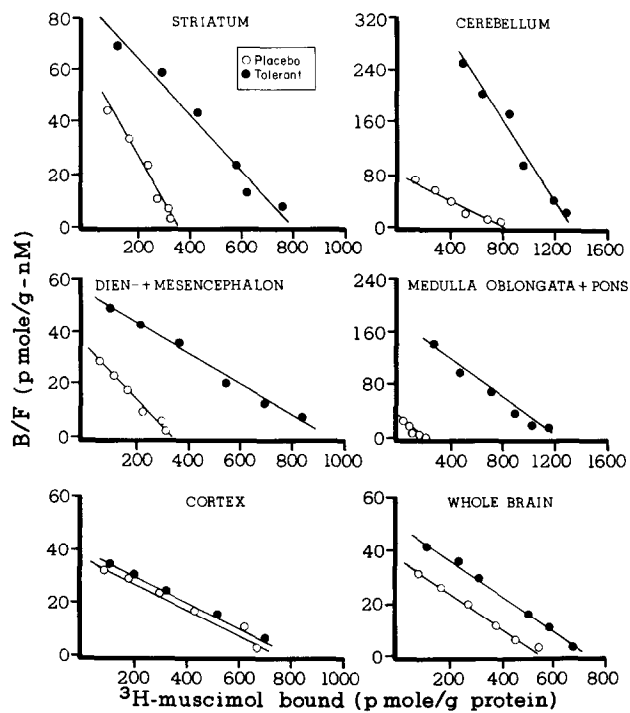 STRIATUM
80
60
40
20
0
200 400 600 800 1000
Placebo
Tolerant
CEREBELLUM
320
240
160
80
0
400 800 1200 1600
DIEN-+MESENCEPHALON
60
40
20
0
200 400 600 800 1000
MEDULLA OBLONGATA+PONS
240
160
80
0
400 800 1200 1600
CORTEX
60
40
20
0
200 400 600 800 1000
WHOLE BRAIN
60
40
20
0
200 400 600 800
B/F (pmole/g-nM)
³H-muscimol bound (pmole/g protein)